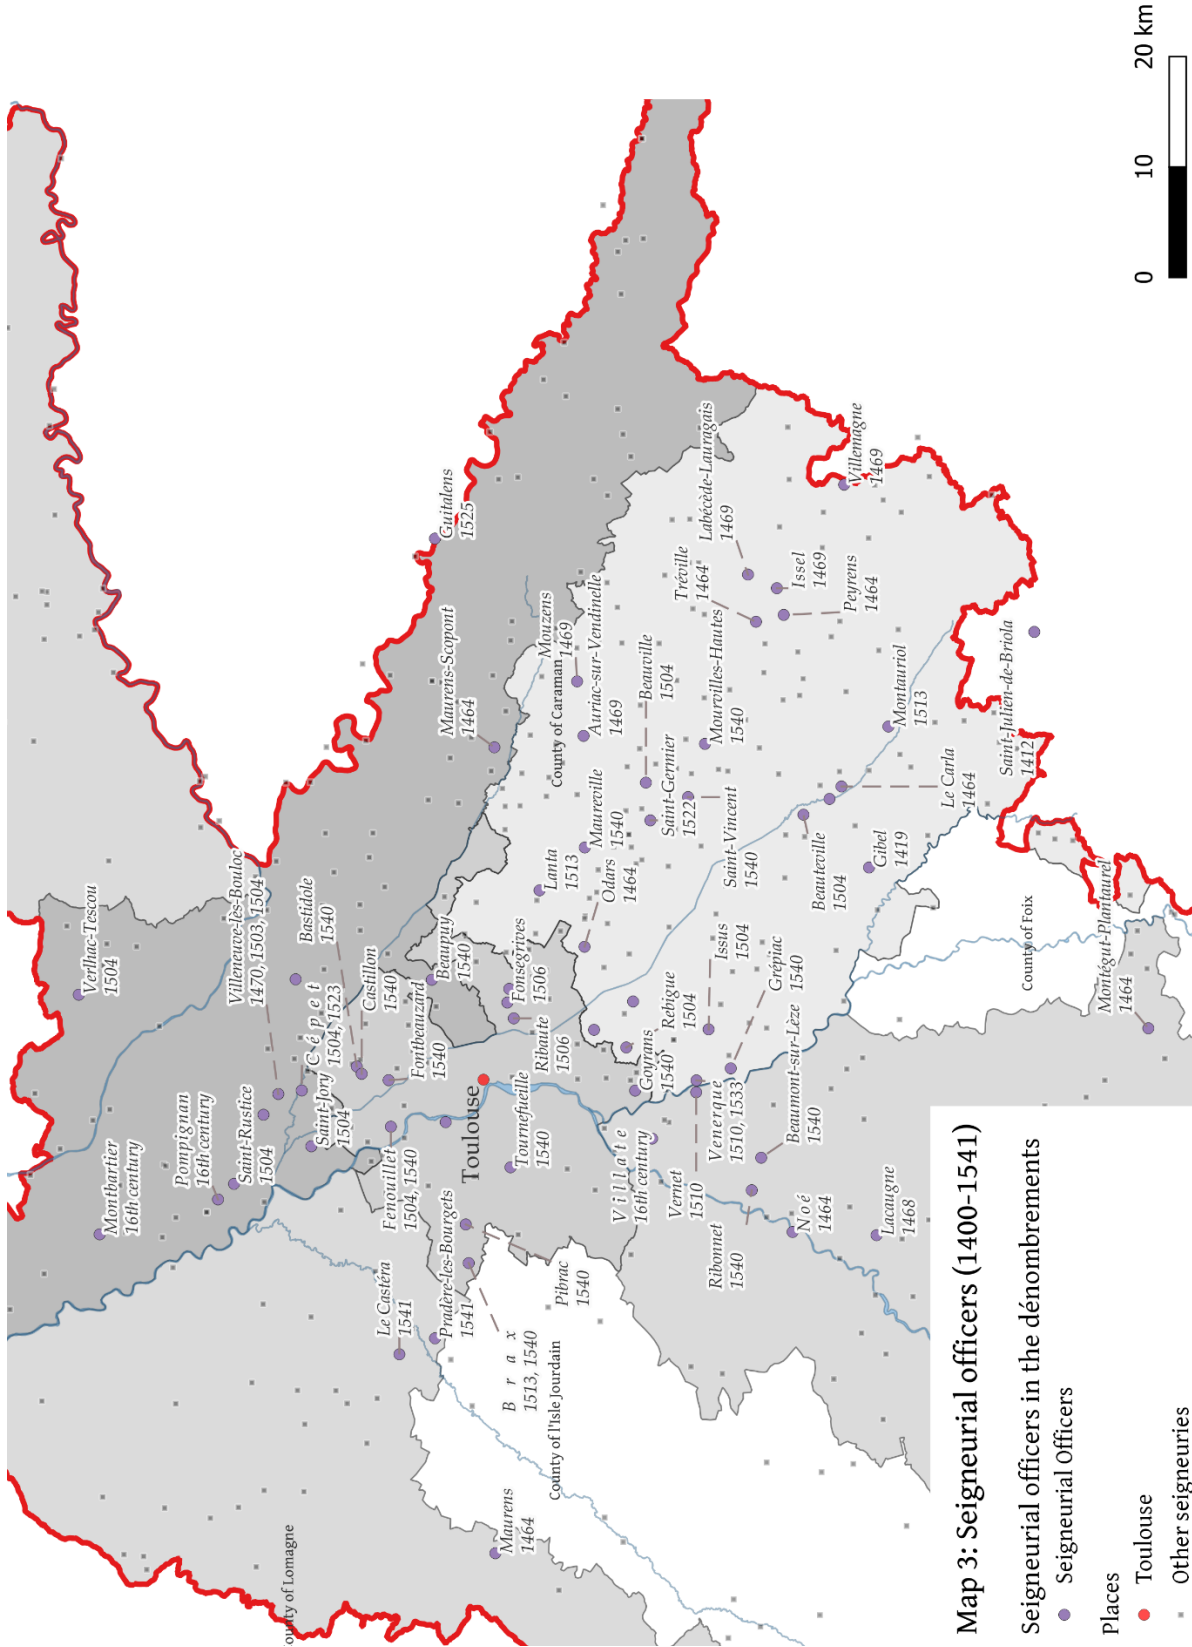 Verlhac-Tescou
1504
Montbartier
16th century
Pompignan
16th century
Saint-Rustice
1504
Villeneuve-lès-Bouloc
1470, 1503, 1504
Bastidole
1540
Cépet
1504, 1523
Saint-Jory
1504
Castillon
1540
Fontbeauzard
1540
Beaupuy
1540
Fenouillet
1504, 1540
Le Castéra
1541
Pradère-les-Bourgets
1541
Brax
1513, 1540
Pibrac
1540
Toulouse
Tournefueille
1540
Ribaute
1506
Fonsegrives
1506
Guitalens
1525
Maurens-Scopont
1464
Mouzens
1469
County of Caraman
Auriac-sur-Vendinelle
1469
Maureville
1540
Lanta
1513
Odars
1464
Beauville
1504
Saint-Germier
1522
Saint-Vincent
1540
Mourvilles-Hautes
1540
Tréville
1464
Labécède-Lauragais
1469
Issel
1469
Peyrens
1464
Villemagne
1469
Montauriol
1513
Le Carla
1464
Saint-Julien-de-Briola
1412
Beauteville
1504
Gibel
1419
Issus
1504
Grépiac
1540
Rebigue
1504
Goyrans
1540
Villate
16th century
Vernet
1510
Venerque
1510, 1533
Beaumont-sur-Lèze
1540
Ribonnet
1540
Noé
1464
Lacaugne
1468
County of Foix
Montégut-Plantaurel
1464
Maurens
1464
County of l'Isle Jourdain
ounty of Lomagne
Map 3: Seigneurial officers (1400-1541)
Seigneurial officers in the dénombrements
Seigneurial Officers
Places
Toulouse
Other seigneuries
0 10 20 km